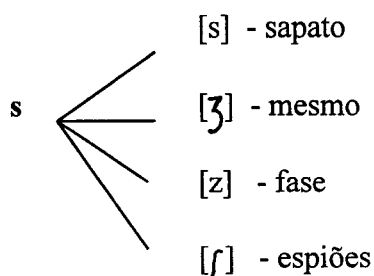 [s] - sapato
s
[ʒ] - mesmo
[z] - fase
[ʃ] - espiões